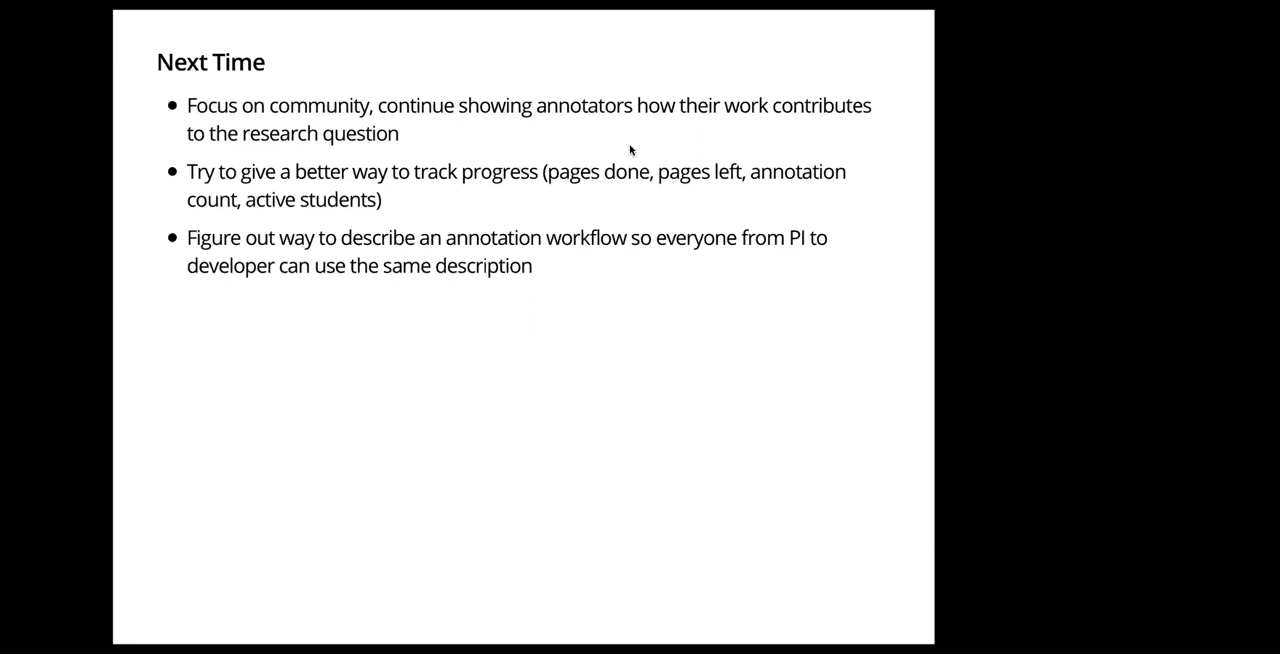 Next Time
• Focus on community, continue showing annotators how their work contributes
to the research question
• Try to give a better way to track progress (pages done, pages left, annotation
count, active students)
• Figure out way to describe an annotation workflow so everyone from PI to
developer can use the same description